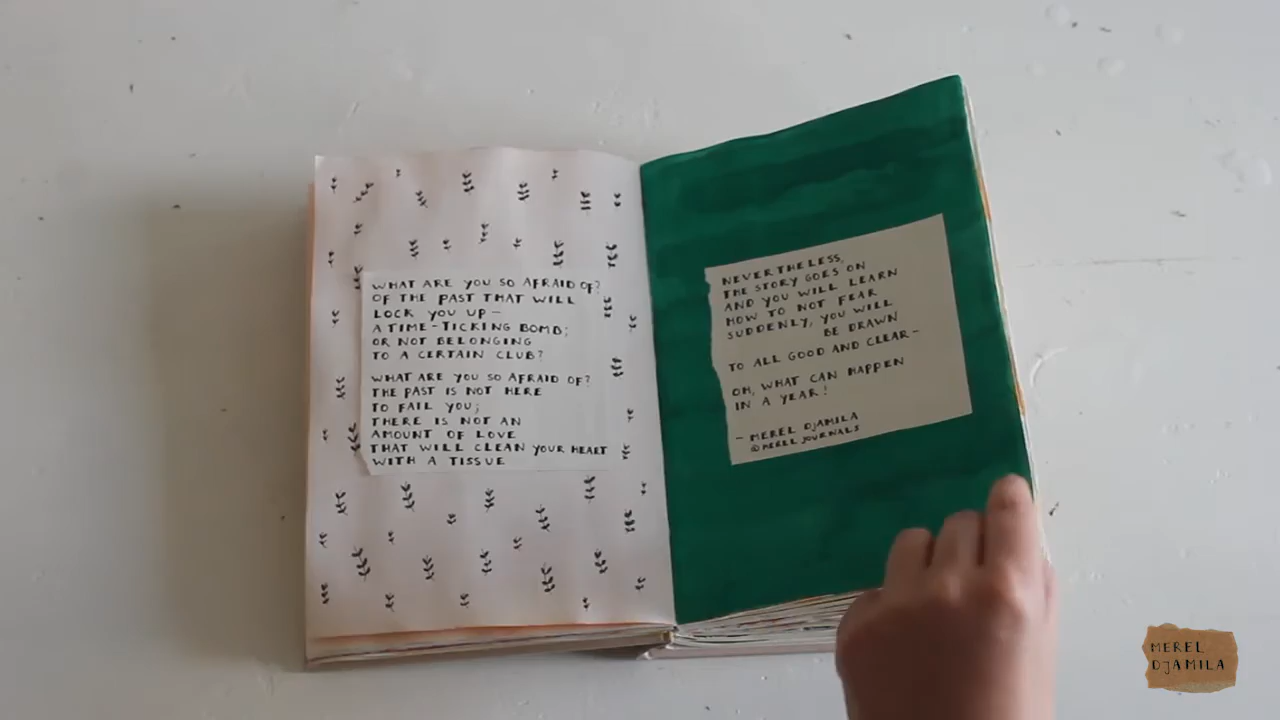 WHAT ARE YOU SO AFRAID OF?
OF THE PAST THAT WILL
LOCK YOU UP –
A TIME-TICKING BOMB;
OR NOT BELONGING
TO A CERTAIN CLUB?
WHAT ARE YOU SO AFRAID OF?
THE PAST IS NOT HERE
TO FAIL YOU;
THERE IS NOT AN
AMOUNT OF LOVE
THAT WILL CLEAN YOUR HEART
WITH A TISSUE
NEVERTHELESS,
THE STORY GOES ON
AND YOU WILL LEARN
HOW TO NOT FEAR
SUDDENLY, YOU WILL
BE DRAWN
TO ALL GOOD AND CLEAR –
OH, WHAT CAN HAPPEN
IN A YEAR!
– MEREL DJAMILA
©MEREL JOURNALS
MEREL
DJAMILA